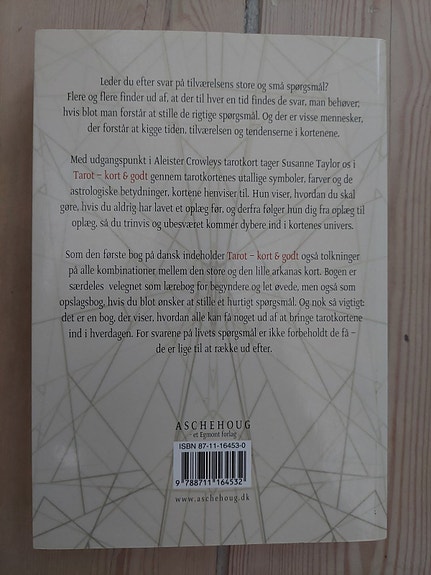 Leder du efter svar på tilværelsens store og små spørgsmål?
Flere og flere finder ud af, at der til hver en tid findes de svar, man behøver,
hvis blot man forstår at stille de rigtige spørgsmål. Og der er visse mennesker,
der forstår at kigge tiden, tilværelsen og tendenserne i kortenene.
Med udgangspunkt i Aleister Crowleys tarotkort tager Susanne Taylor os i
Tarot – kort & godt gennem tarotkortenes utallige symboler, farver og de
astrologiske betydninger, kortene henviser til. Hun viser, hvordan du skal
gøre, hvis du aldrig har lavet et oplæg før, og derfra følger hun dig fra oplæg til
oplæg, så du trinvis og ubesværet kommer dybere ind i kortenes univers.
Som den første bog på dansk indeholder Tarot – kort & godt også tolkninger
på alle kombinationer mellem den store og den lille arkanas kort. Bogen er
særdeles velegnet som lærebog for begyndere og let øvede, men også som
opslagsbog, hvis du blot ønsker at stille et hurtigt spørgsmål. Og nok så vigtigt:
det er en bog, der viser, hvordan alle kan få noget ud af at bringe tarotkortene
ind i hverdagen. For svarene på livets spørgsmål er ikke forbeholdt de få –
de er lige til at række ud efter.
ASCHEHOUG
et Egmont forlag
ISBN 87-11-16453-0
9 788711 164532
www.aschehoug.dk